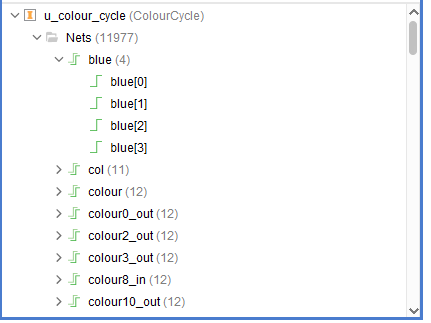 u_colour_cycle (ColourCycle)
Nets (11977)
blue (4)
blue[0]
blue[1]
blue[2]
blue[3]
col (11)
colour (12)
colour0_out (12)
colour2_out (12)
colour3_out (12)
colour8_in (12)
colour10_out (12)